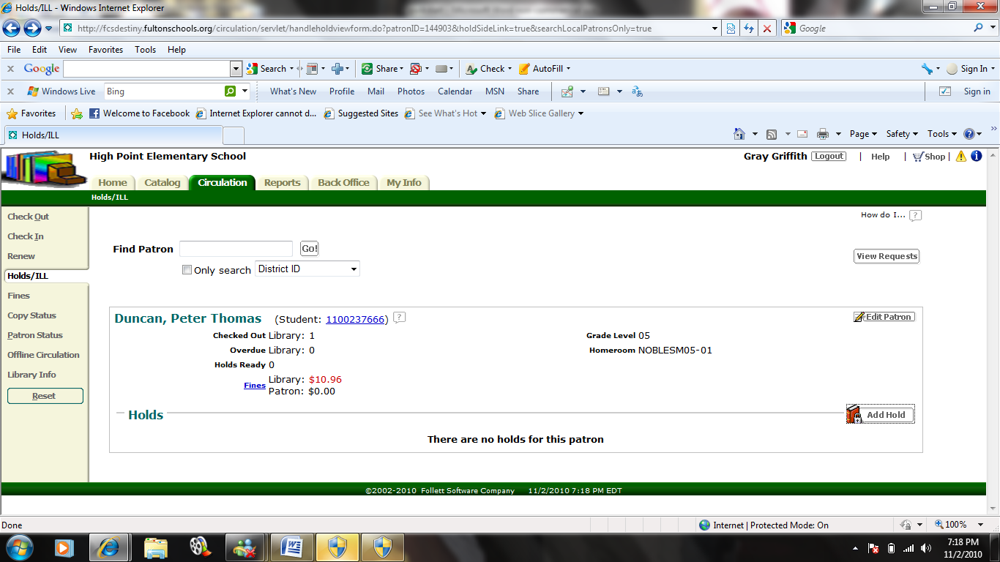 Holds/ILL - Windows Internet Explorer
http://fcsdestiny.fultonschools.org/circulation/servlet/
Google
File Edit View Favorites Tools Help
x Google Search Share Check AutoFill Sign In
x Windows Live Bing What's New Profile Mail Photos Calendar MSN Share Sign in
Favorites Welcome to Facebook Internet Explorer cannot d... Suggested Sites See What's Hot Web Slice Gallery
Holds/ILL Page Safety Tools »
High Point Elementary School Gray Griffith Logout | Help | Shop |
Home Catalog Circulation Reports Back Office My Info
Holds/ILL
Check Out
Check In
Renew
Holds/ILL
Fines
Copy Status
Patron Status
Offline Circulation
Library Info
Reset
How do I... ?
Find Patron Go!
Only search District ID
View Requests
Duncan, Peter Thomas (Student: 1100237666) ?
Edit Patron
Checked Out Library: 1 Grade Level 05
Overdue Library: 0 Homeroom NOBLESM05-01
Holds Ready 0
Fines Library: $10.96
Patron: $0.00
Holds Add Hold
There are no holds for this patron
©2002-2010 Follett Software Company 11/2/2010 7:18 PM EDT
Done Internet | Protected Mode: On 100%
7:18 PM
11/2/2010